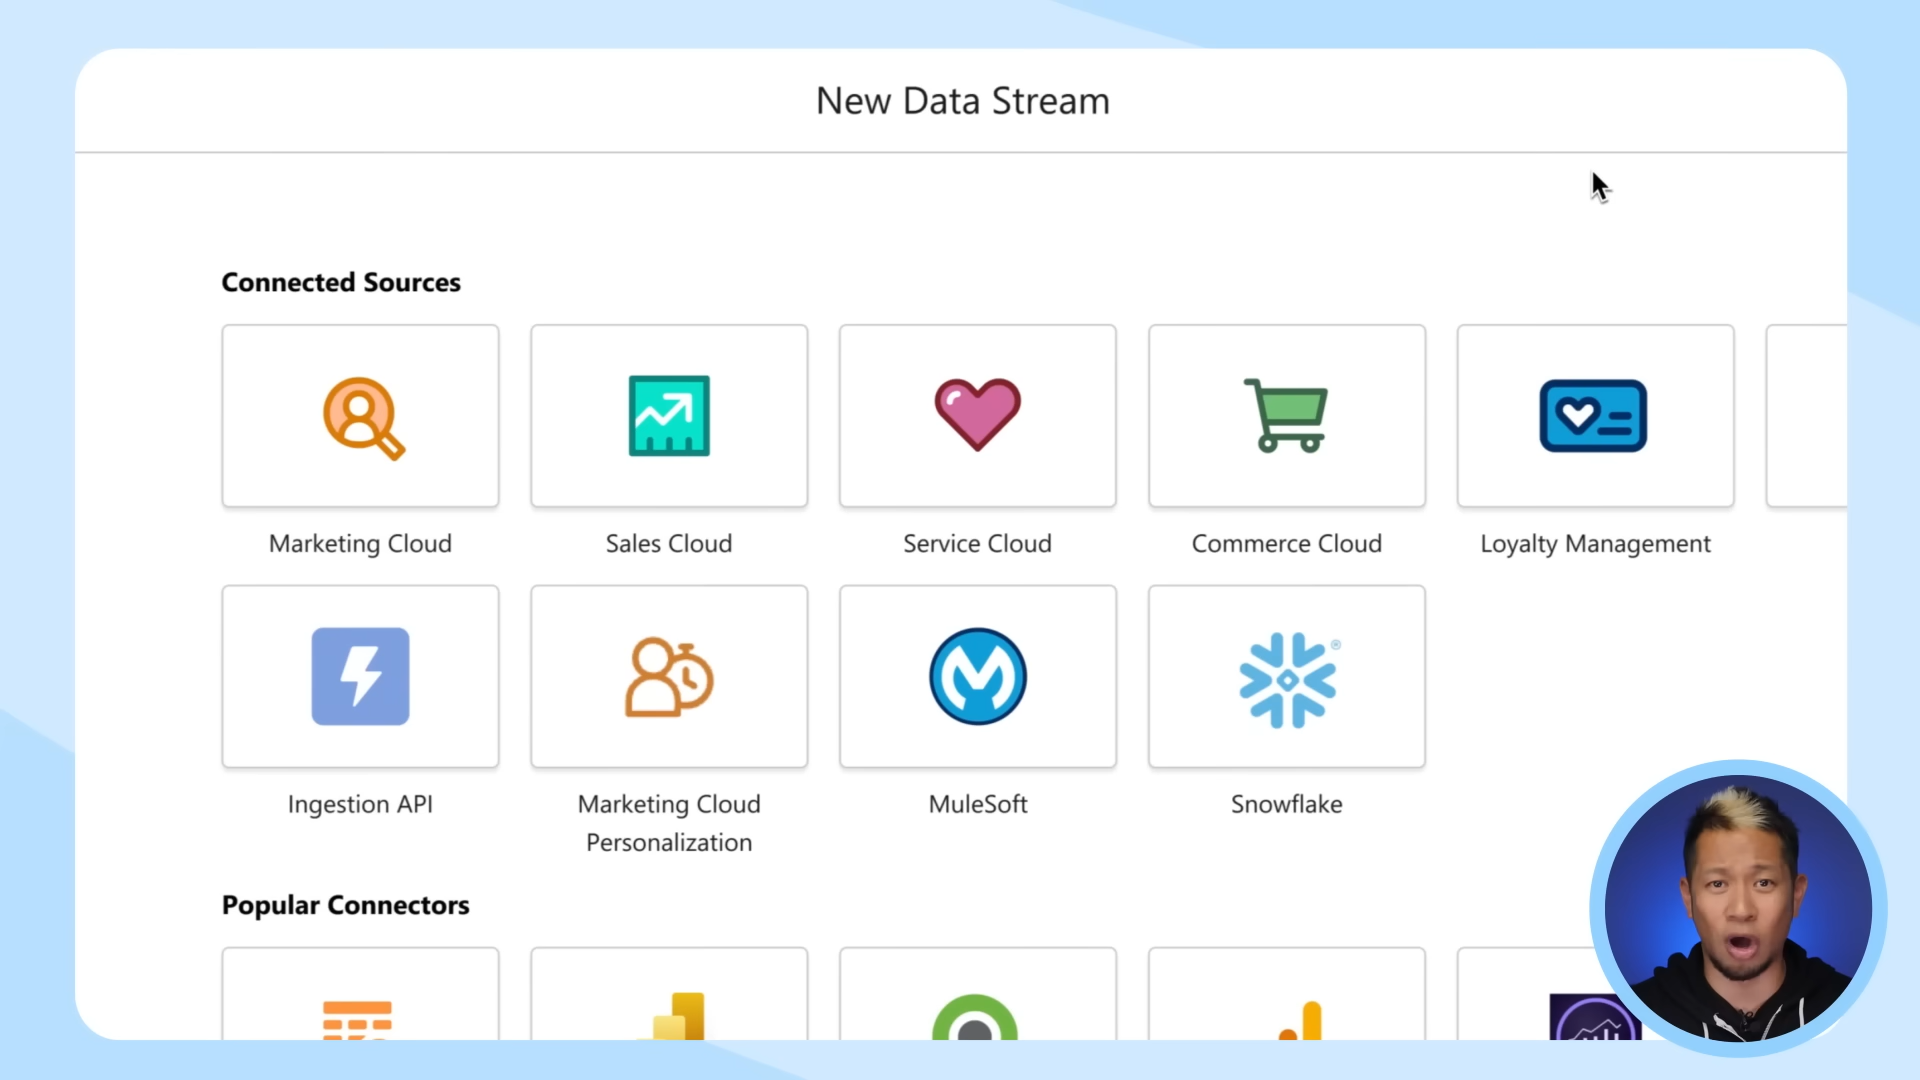 New Data Stream
Connected Sources
Marketing Cloud
Sales Cloud
Service Cloud
Commerce Cloud
Loyalty Management
Ingestion API
Marketing Cloud
Personalization
MuleSoft
Snowflake
®
Popular Connectors